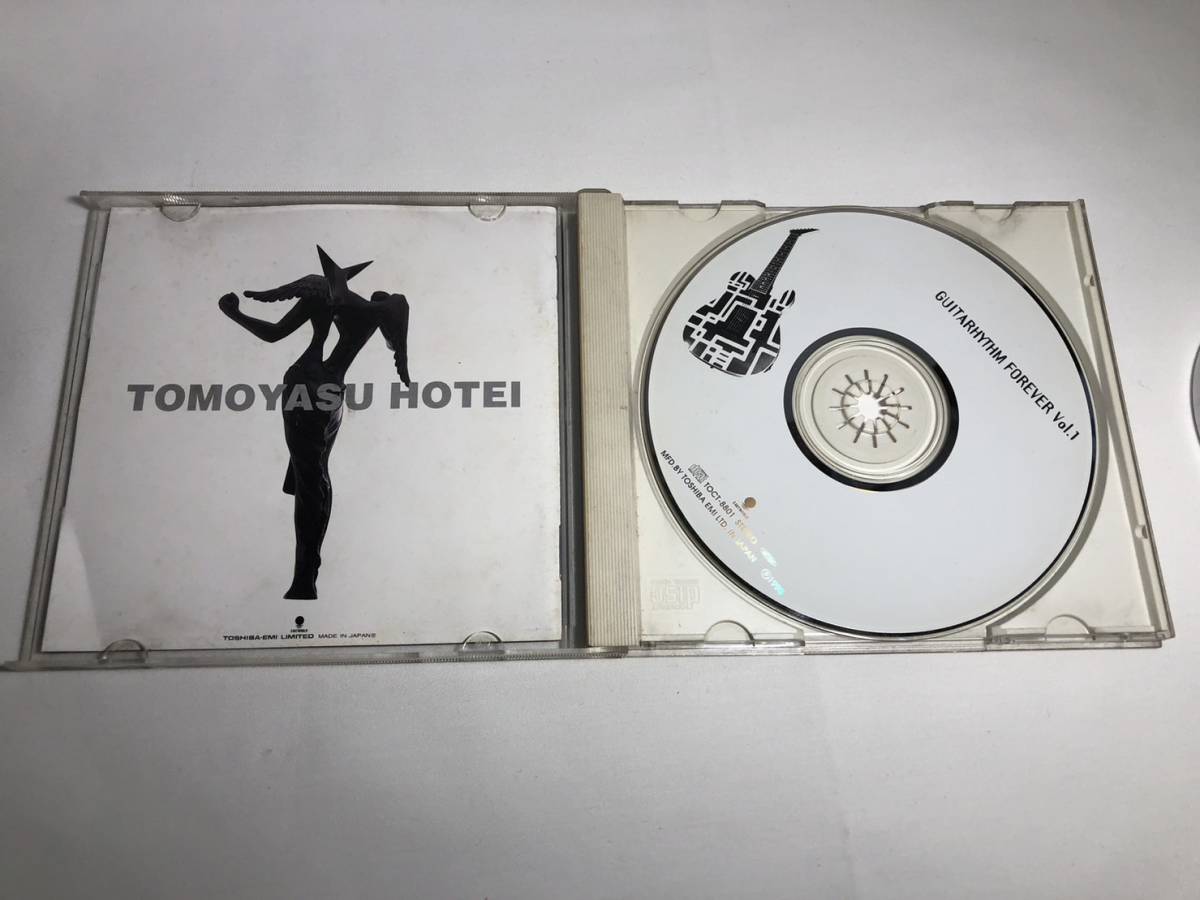 TOMOYASU HOTEI
TOSHIBA-EMI LIMITED MADE IN JAPAN
GUITARHYTHM FOREVER Vol.1
TOCT-8801 STEREO
MFD. BY TOSHIBA EMI LTD. IN JAPAN